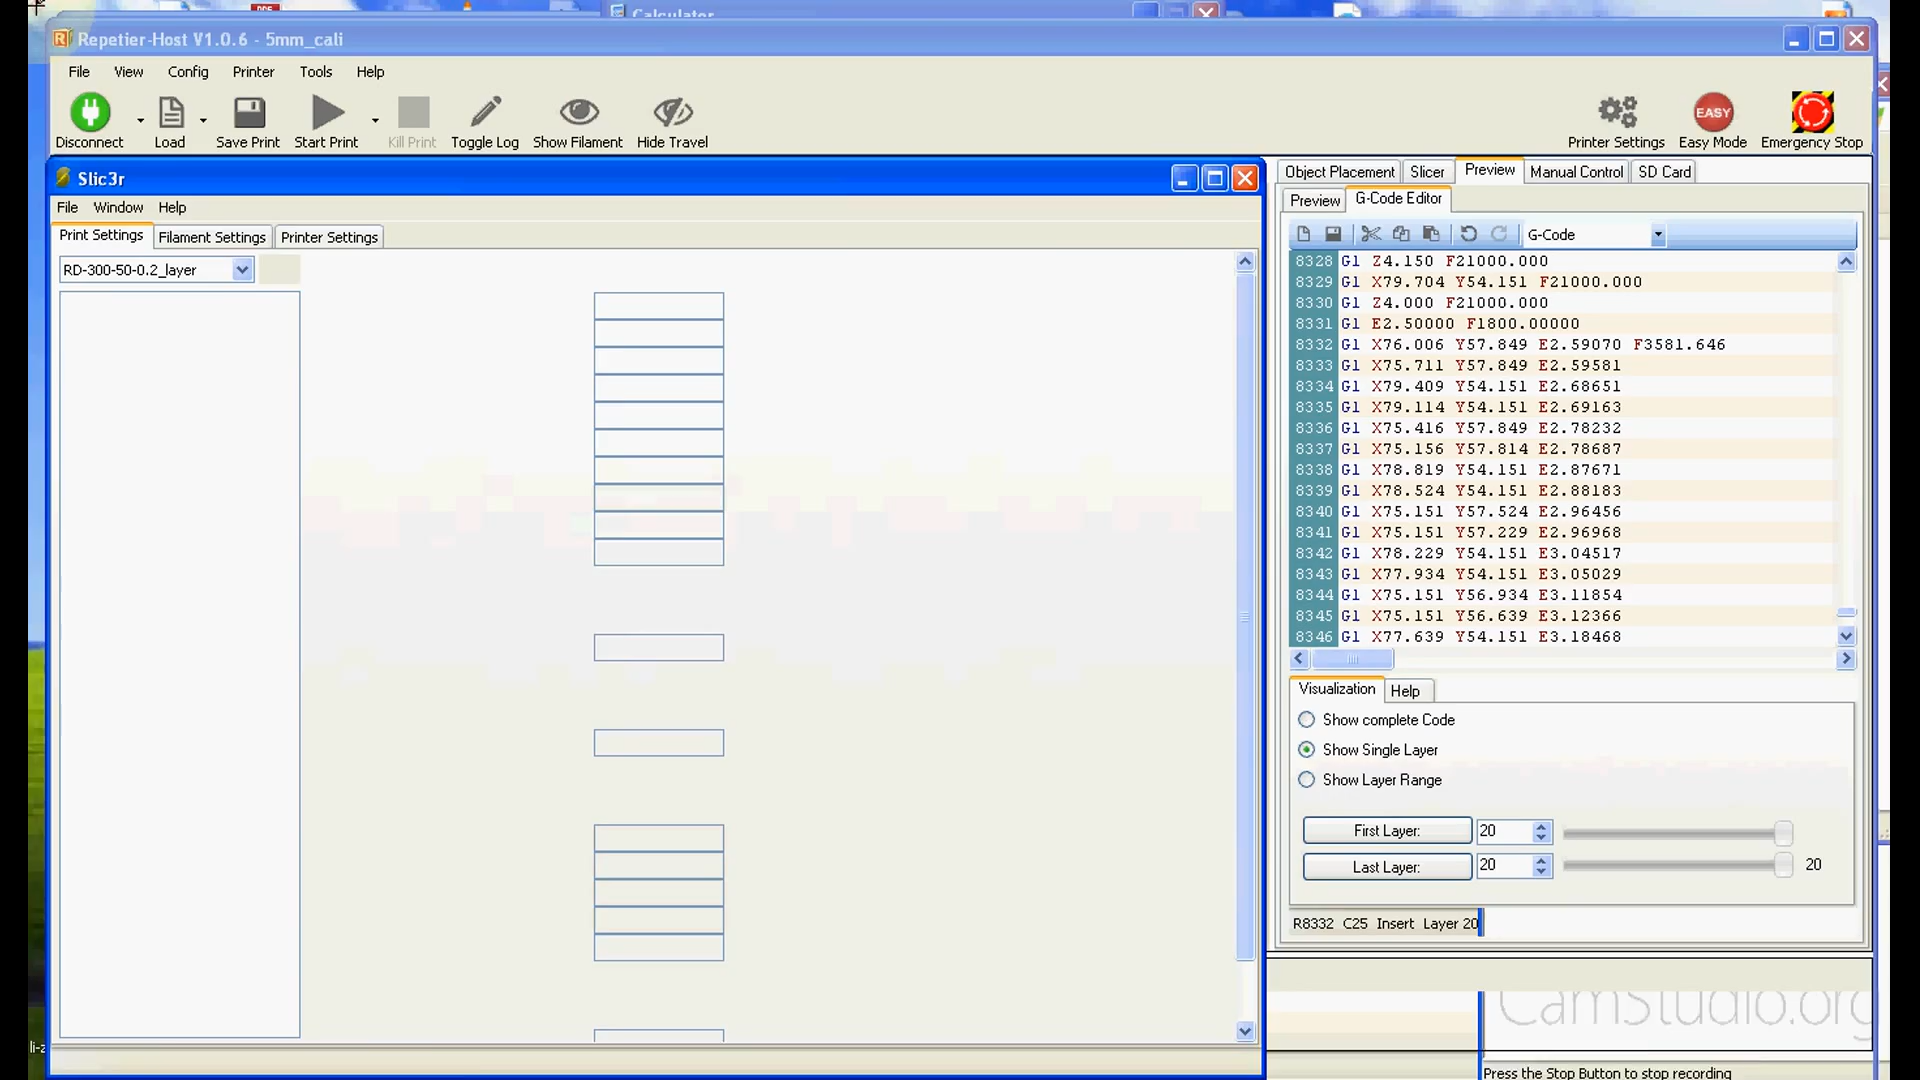 Calculator
Repetier-Host V1.0.6 - 5mm_cali
File View Config Printer Tools Help
Disconnect Load Save Print Start Print Kill Print Toggle Log Show Filament Hide Travel
Printer Settings Easy Mode Emergency Stop
EASY
Slic3r
File Window Help
Print Settings Filament Settings Printer Settings
RD-300-50-0.2_layer
Object Placement Slicer Preview Manual Control SD Card
Preview G-Code Editor
G-Code
8328 G1 Z4.150 F21000.000
8329 G1 X79.704 Y54.151 F21000.000
8330 G1 Z4.000 F21000.000
8331 G1 E2.50000 F1800.00000
8332 G1 X76.006 Y57.849 E2.59070 F3581.646
8333 G1 X75.711 Y57.849 E2.59581
8334 G1 X79.409 Y54.151 E2.68651
8335 G1 X79.114 Y54.151 E2.69163
8336 G1 X75.416 Y57.849 E2.78232
8337 G1 X75.156 Y57.814 E2.78687
8338 G1 X78.819 Y54.151 E2.87671
8339 G1 X78.524 Y54.151 E2.88183
8340 G1 X75.151 Y57.524 E2.96456
8341 G1 X75.151 Y57.229 E2.96968
8342 G1 X78.229 Y54.151 E3.04517
8343 G1 X77.934 Y54.151 E3.05029
8344 G1 X75.151 Y56.934 E3.11854
8345 G1 X75.151 Y56.639 E3.12366
8346 G1 X77.639 Y54.151 E3.18468
Visualization Help
Show complete Code
Show Single Layer
Show Layer Range
First Layer: 20
Last Layer: 20 20
R8332 C25 Insert Layer 20
CamStudio.org
li-z
Press the Stop Button to stop recording